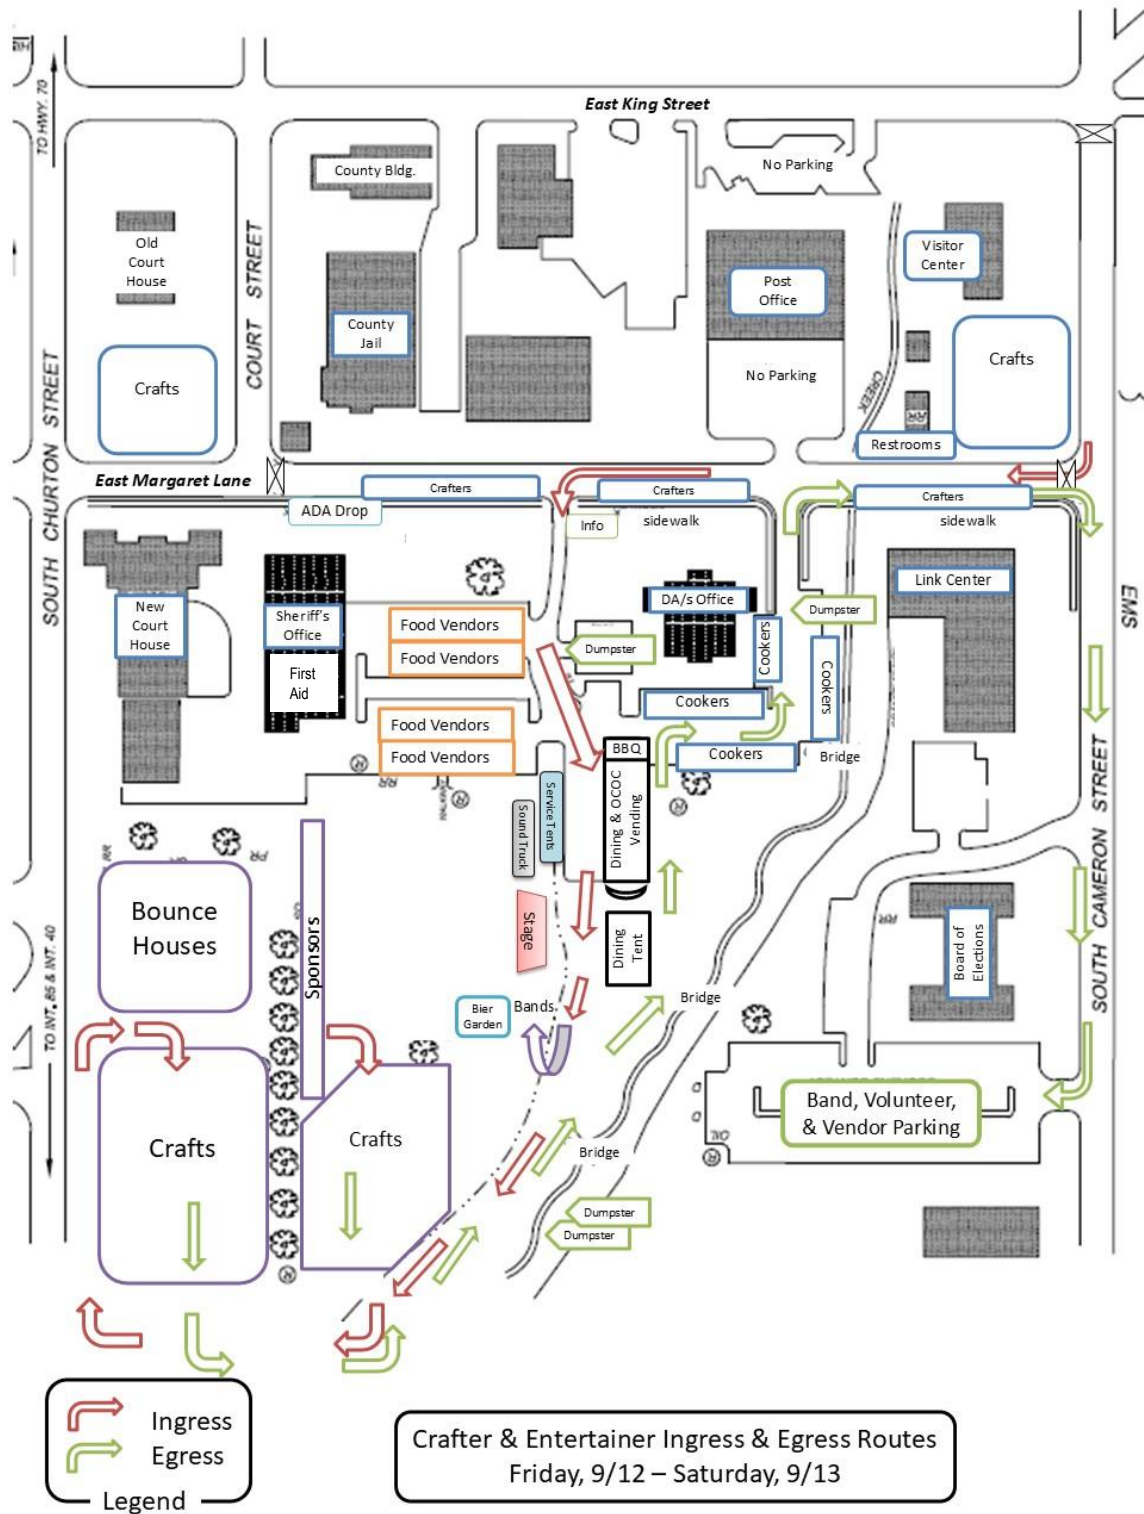 East King Street
TO HWY. 70
County Bldg.
No Parking
Old
Court
House
COURT STREET
Visitor
Center
Post
Office
County
Jail
Crafts
No Parking
Crafts
CREEK
RR
Restrooms
SOUTH CHURTON STREET
East Margaret Lane
Crafters
Crafters
Crafters
ADA Drop
Info
sidewalk
sidewalk
EMS
New
Court
House
Sheriff's
Office
First
Aid
Food Vendors
Food Vendors
Food Vendors
Food Vendors
DA/s Office
Dumpster
Dumpster
Link Center
Cookers
Cookers
Cookers
Cookers
Bridge
BBQ
Dining & OCOC
Vending
Service Tents
Sound Truck
Stage
Dining
Tent
SOUTH CAMERON STREET
Bounce
Houses
Sponsors
Board of
Elections
TO INT. 85 & INT. 40
Bier
Garden
Bands
Bridge
Band, Volunteer,
& Vendor Parking
Crafts
Crafts
Bridge
Dumpster
Dumpster
Ingress
Egress
Legend
Crafter & Entertainer Ingress & Egress Routes
Friday, 9/12 – Saturday, 9/13